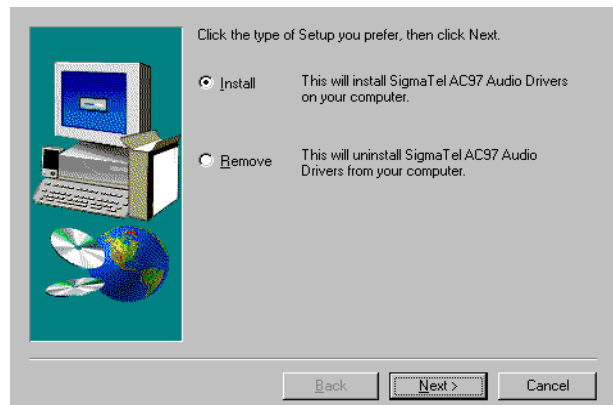 Click the type of Setup you prefer, then click Next.
Install
This will install SigmaTel AC97 Audio Drivers
on your computer.
Remove
This will uninstall SigmaTel AC97 Audio
Drivers from your computer.
Back
Next >
Cancel